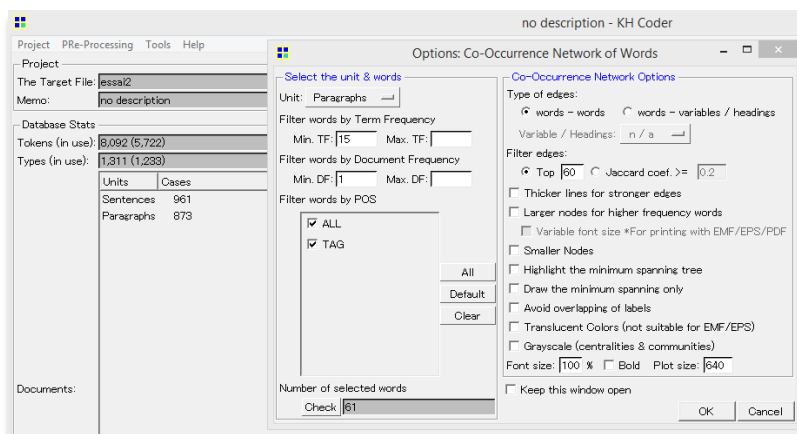 no description - KH Coder
Project PRe-Processing Tools Help
Project
The Target File: essai2
Memo: no description
Database Stats
Tokens (in use): 8,092 (5,722)
Types (in use): 1,311 (1,233)
Units Cases
Sentences 961
Paragraphs 873
Documents:
Options: Co-Occurrence Network of Words
Select the unit & words
Unit: Paragraphs
Filter words by Term Frequency
Min. TF: 15 Max. TF:
Filter words by Document Frequency
Min. DF: 1 Max. DF:
Filter words by POS
ALL
TAG
All
Default
Clear
Number of selected words
Check 61
Co-Occurrence Network Options
Type of edges:
words - words words - variables / headings
Variable / Headings: n / a
Filter edges:
Top 60 Jaccard coef. >= 0.2
Thicker lines for stronger edges
Larger nodes for higher frequency words
Variable font size *For printing with EMF/EPS/PDF
Smaller Nodes
Highlight the minimum spanning tree
Draw the minimum spanning only
Avoid overlapping of labels
Translucent Colors (not suitable for EMF/EPS)
Grayscale (centralities & communities)
Font size: 100 % Bold Plot size: 640
Keep this window open
OK Cancel